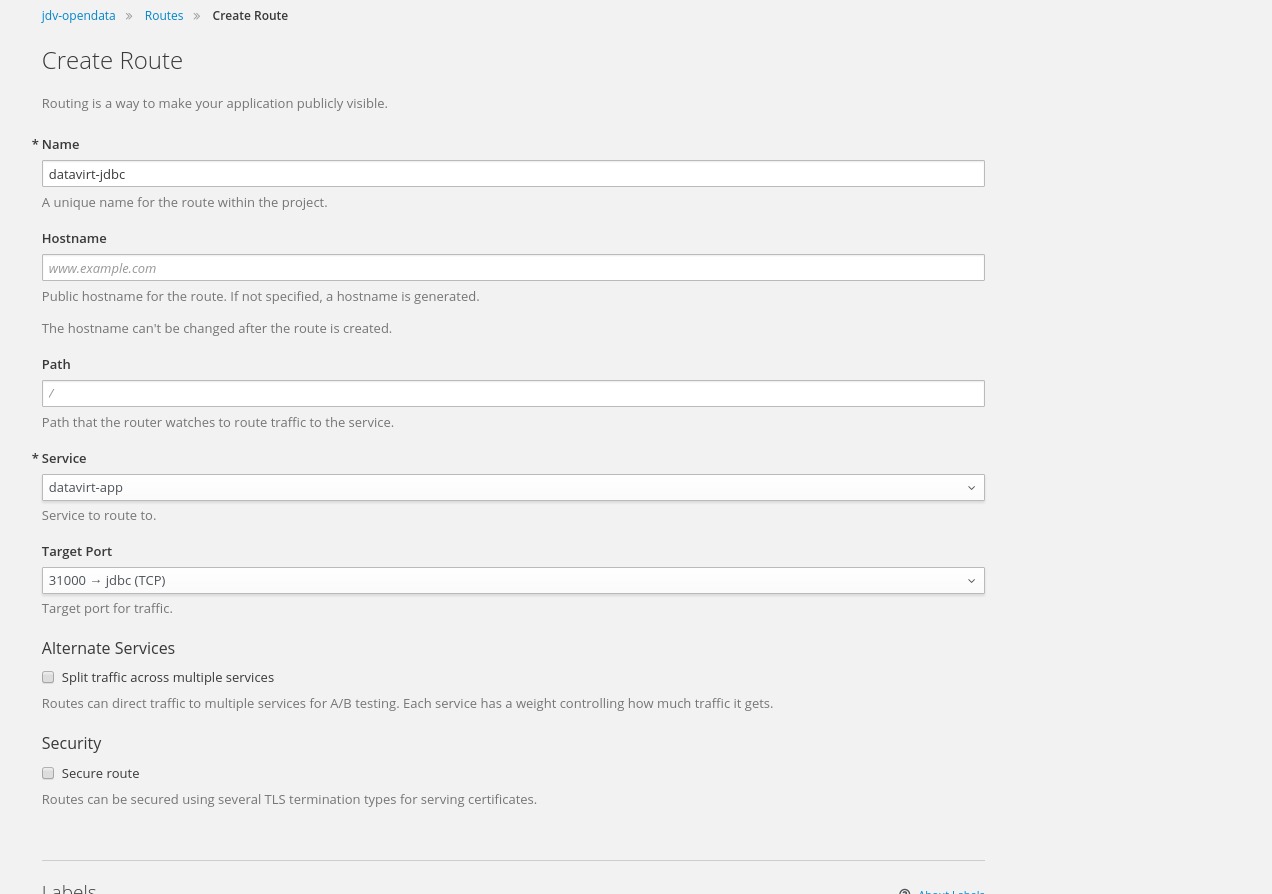 jdv-opendata » Routes » Create Route
Create Route
Routing is a way to make your application publicly visible.
* Name
datavirt-jdbc
A unique name for the route within the project.
Hostname
www.example.com
Public hostname for the route. If not specified, a hostname is generated.
The hostname can't be changed after the route is created.
Path
/
Path that the router watches to route traffic to the service.
* Service
datavirt-app
Service to route to.
Target Port
31000 → jdbc (TCP)
Target port for traffic.
Alternate Services
Split traffic across multiple services
Routes can direct traffic to multiple services for A/B testing. Each service has a weight controlling how much traffic it gets.
Security
Secure route
Routes can be secured using several TLS termination types for serving certificates.
Labels About Labels